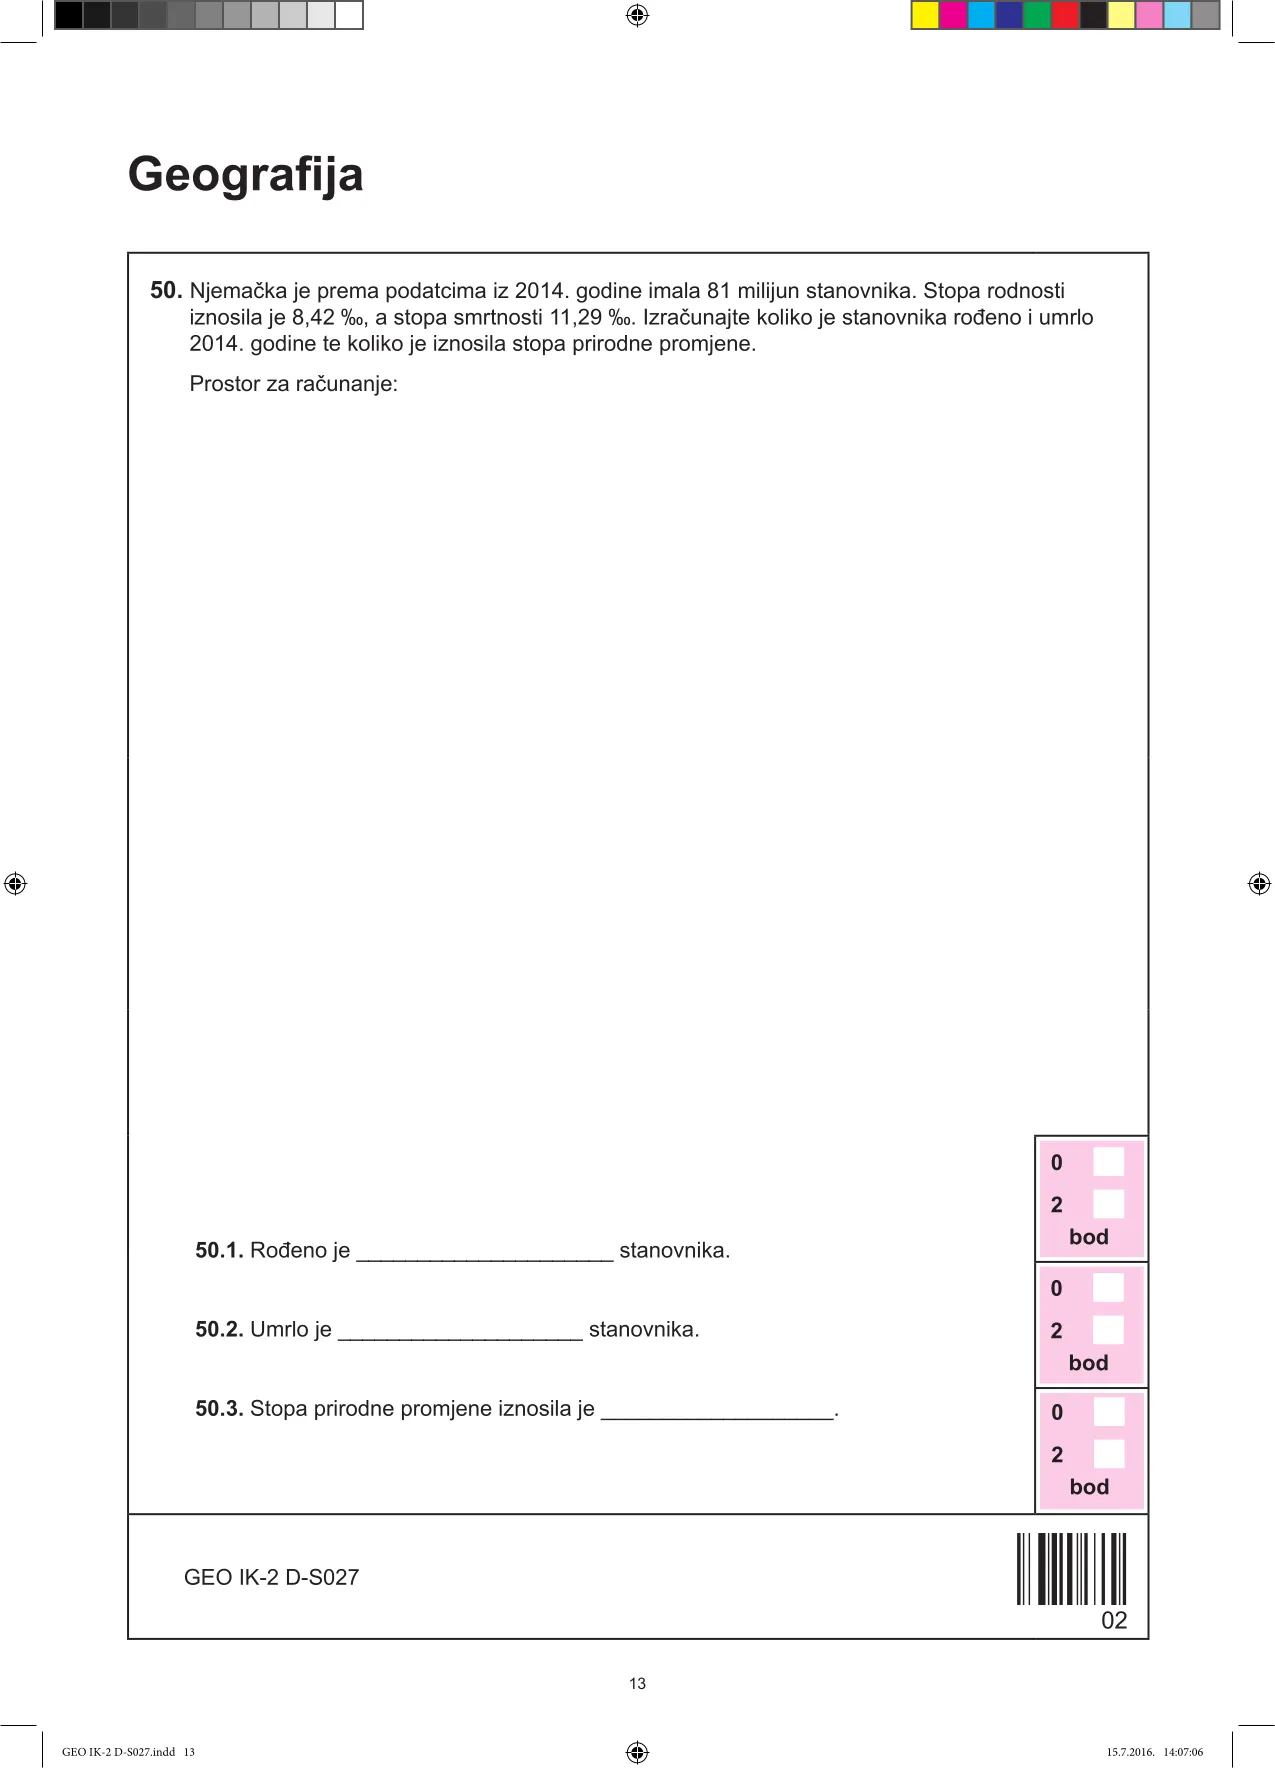 Geografija
50. Njemačka je prema podatcima iz 2014. godine imala 81 milijun stanovnika. Stopa rodnosti
iznosila je 8,42 ‰, a stopa smrtnosti 11,29 ‰. Izračunajte koliko je stanovnika rođeno i umrlo
2014. godine te koliko je iznosila stopa prirodne promjene.
Prostor za računanje:
0
2
bod
50.1. Rođeno je _____________________ stanovnika.
0
2
bod
50.2. Umrlo je ____________________ stanovnika.
0
2
bod
50.3. Stopa prirodne promjene iznosila je ___________________.
GEO IK-2 D-S027
02
13
GEO IK-2 D-S027.indd 13
15.7.2016. 14:07:06